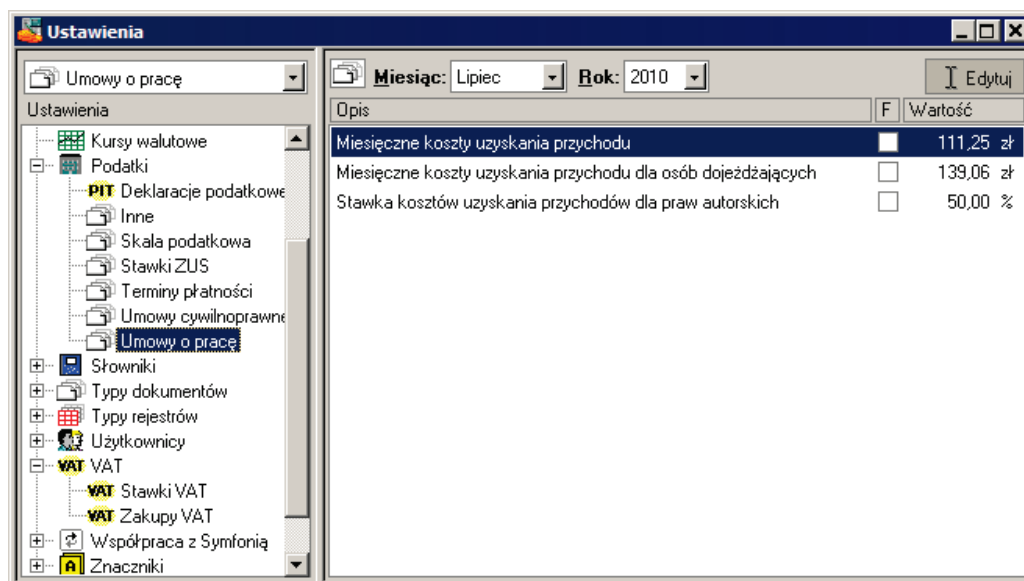 Ustawienia
Umowy o pracę
Ustawienia
Kursy walutowe
Podatki
PIT Deklaracje podatkowe
Inne
Skala podatkowa
Stawki ZUS
Terminy płatności
Umowy cywilnoprawne
Umowy o pracę
Słowniki
Typy dokumentów
Typy rejestrów
Użytkownicy
VAT VAT
VAT Stawki VAT
VAT Zakupy VAT
Współpraca z Symfonią
A Znaczniki
Miesiąc: Lipiec Rok: 2010 Edytuj
Opis F Wartość
Miesięczne koszty uzyskania przychodu 111,25 zł
Miesięczne koszty uzyskania przychodu dla osób dojeżdżających 139,06 zł
Stawka kosztów uzyskania przychodów dla praw autorskich 50,00 %